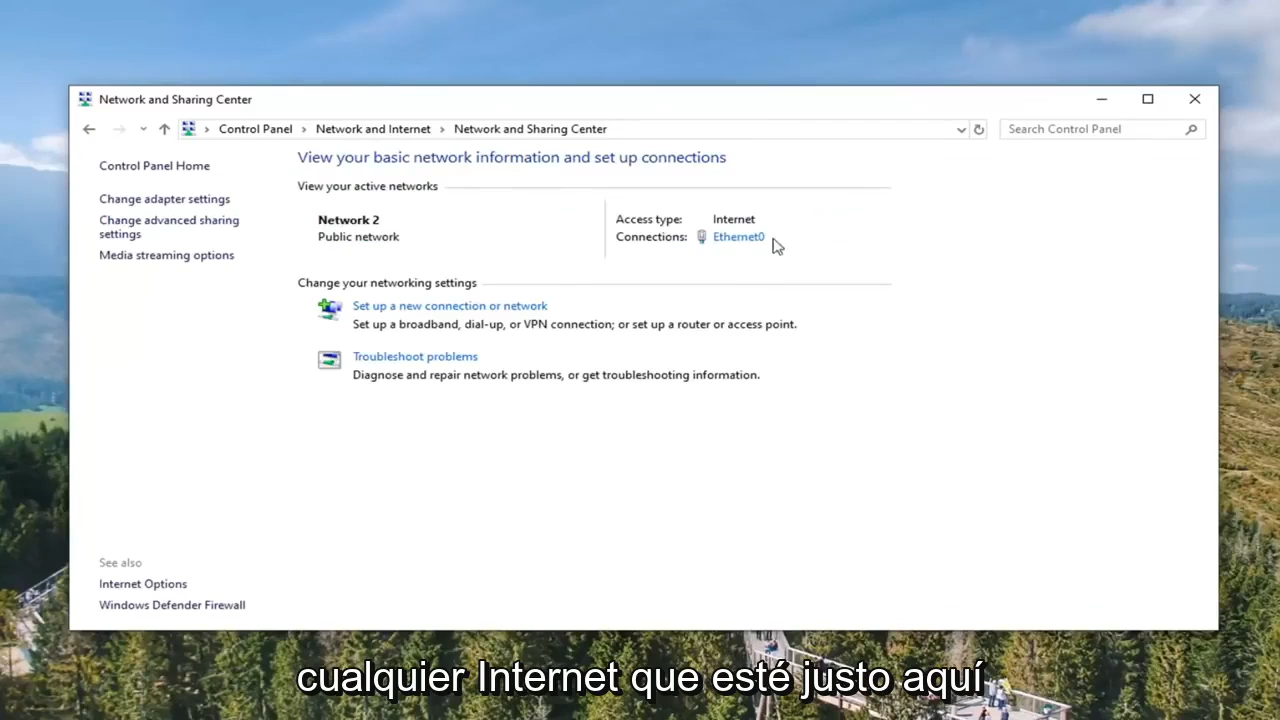 Network and Sharing Center
Control Panel > Network and Internet > Network and Sharing Center
Search Control Panel
Control Panel Home
Change adapter settings
Change advanced sharing
settings
Media streaming options
View your basic network information and set up connections
View your active networks
Network 2
Public network
Access type: Internet
Connections: Ethernet0
Change your networking settings
Set up a new connection or network
Set up a broadband, dial-up, or VPN connection; or set up a router or access point.
Troubleshoot problems
Diagnose and repair network problems, or get troubleshooting information.
See also
Internet Options
Windows Defender Firewall
cualquier Internet que esté justo aquí